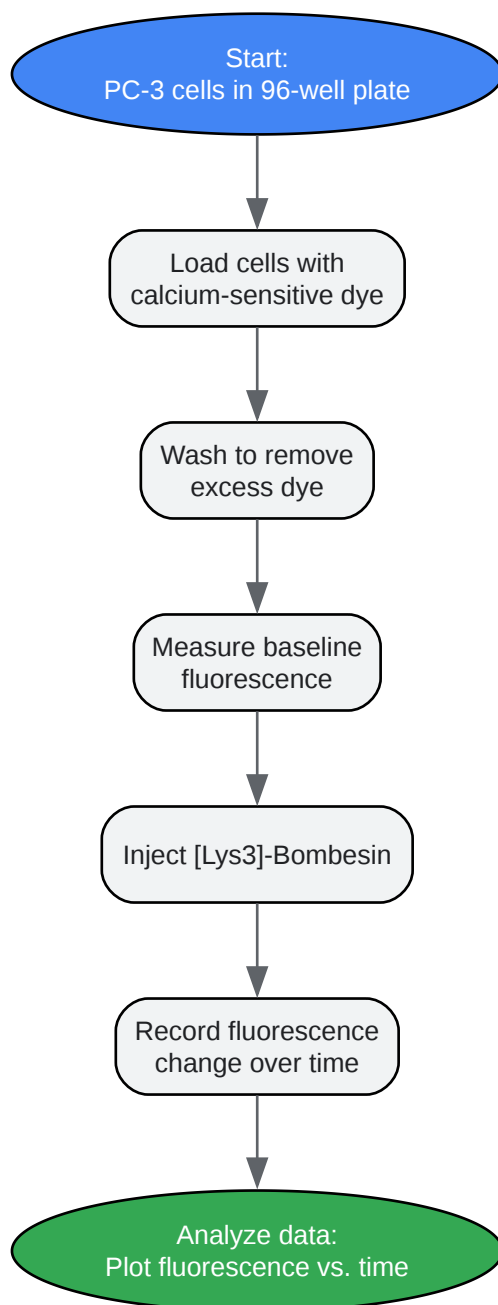 Start:
PC-3 cells in 96-well plate
Load cells with
calcium-sensitive dye
Wash to remove
excess dye
Measure baseline
fluorescence
Inject [Lys3]-Bombesin
Record fluorescence
change over time
Analyze data:
Plot fluorescence vs. time